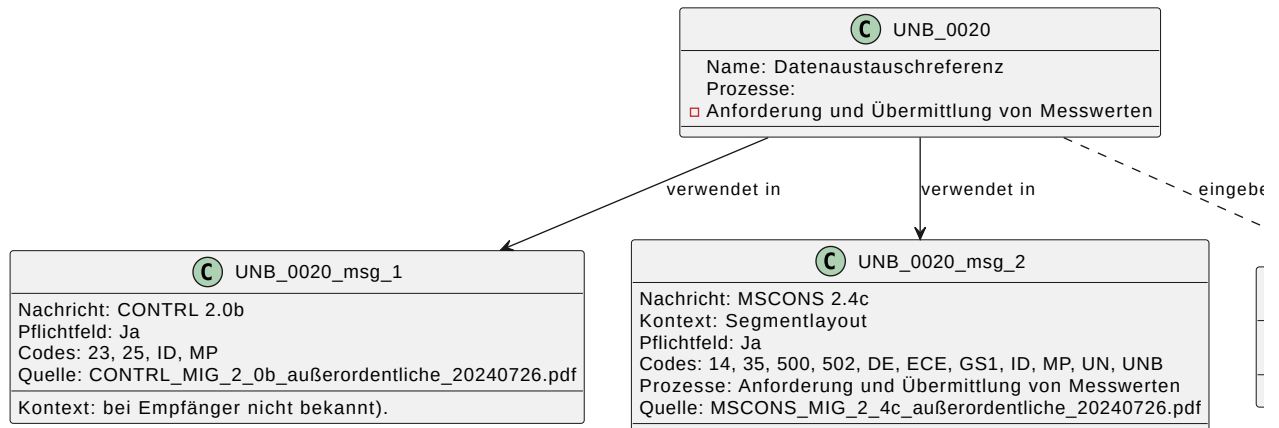 C UNB_0020
Name: Datenaustauschreferenz
Prozesse:
Anforderung und Übermittlung von Messwerten
verwendet in
verwendet in
eingebe
C UNB_0020_msg_1
Nachricht: CONTRL 2.0b
Pflichtfeld: Ja
Codes: 23, 25, ID, MP
Quelle: CONTRL_MIG_2_0b_außerordentliche_20240726.pdf
Kontext: bei Empfänger nicht bekannt).
C UNB_0020_msg_2
Nachricht: MSCONS 2.4c
Kontext: Segmentlayout
Pflichtfeld: Ja
Codes: 14, 35, 500, 502, DE, ECE, GS1, ID, MP, UN, UNB
Prozesse: Anforderung und Übermittlung von Messwerten
Quelle: MSCONS_MIG_2_4c_außerordentliche_20240726.pdf